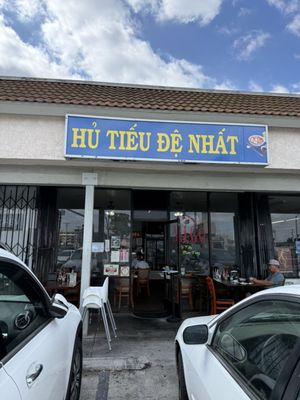 HỦ TIẾU ĐỆ NHẤT